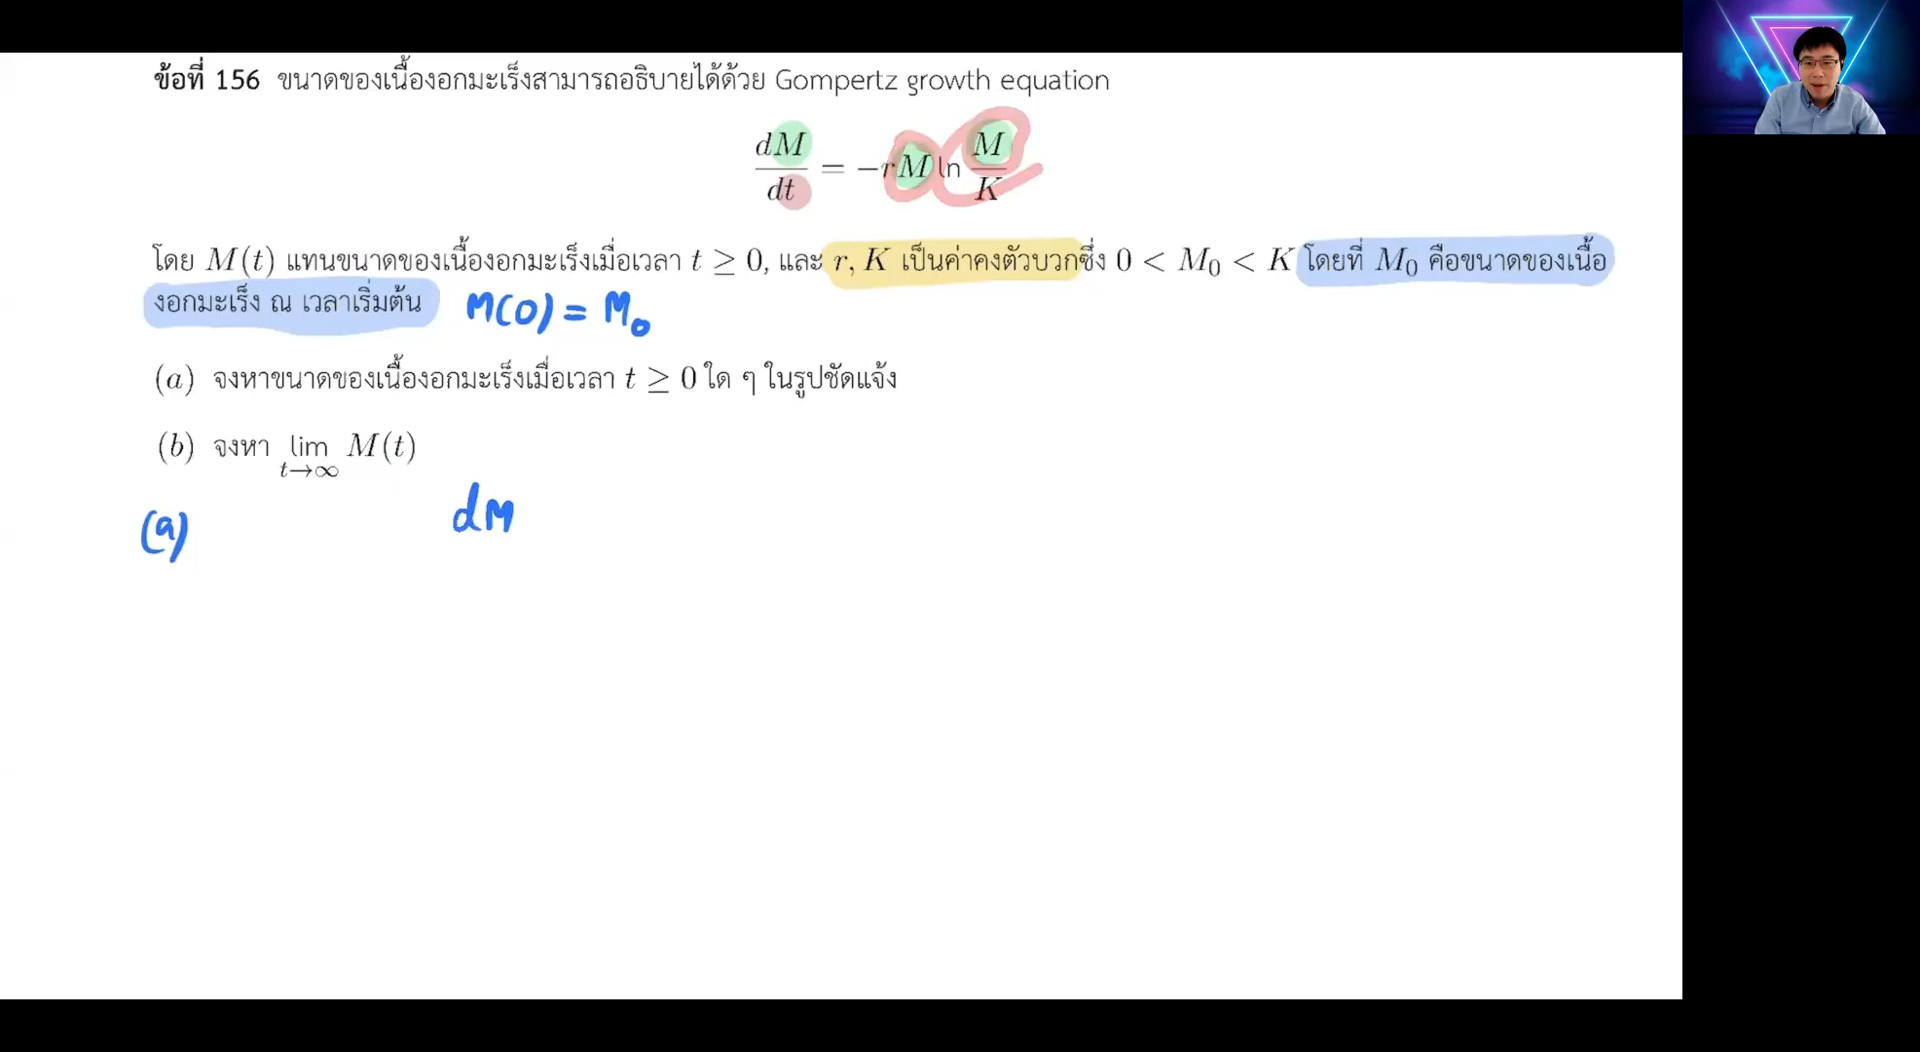 ข้อที่ 156 ขนาดของเนื้องอกมะเร็งสามารถอธิบายได้ด้วย Gompertz growth equation
dM/dt = −rM ln M/K
โดย M(t) แทนขนาดของเนื้องอกมะเร็งเมื่อเวลา t ≥ 0, และ r, K เป็นค่าคงตัวบวกซึ่ง 0 < M₀ < K โดยที่ M₀ คือขนาดของเนื้อ
งอกมะเร็ง ณ เวลาเริ่มต้น M(0) = M₀
(a) จงหาขนาดของเนื้องอกมะเร็งเมื่อเวลา t ≥ 0 ใด ๆ ในรูปชัดแจ้ง
(b) จงหา lim t→∞ M(t)
(a) dM